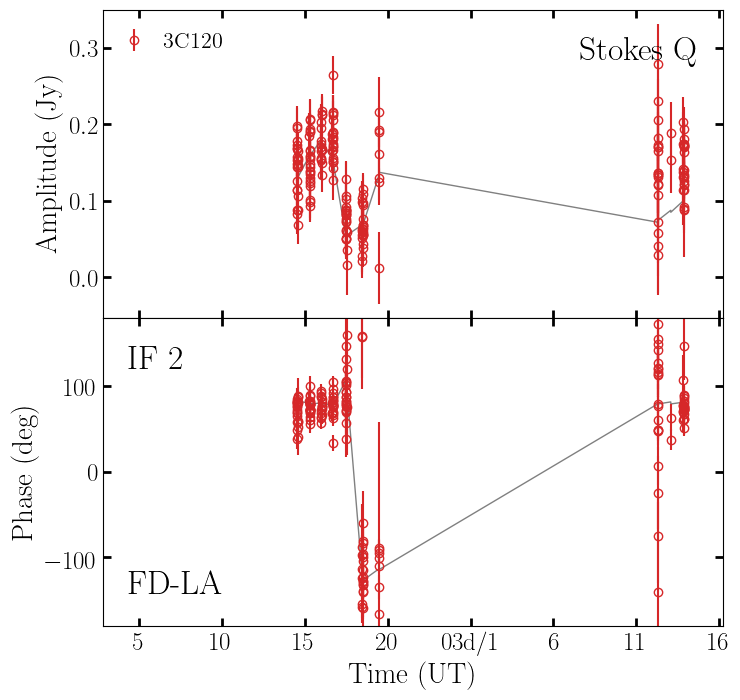 3C120
Stokes Q
Amplitude (Jy)
0.3
0.2
0.1
0.0
IF 2
FD-LA
Phase (deg)
100
0
−100
5 10 15 20 03d/1 6 11 16
Time (UT)